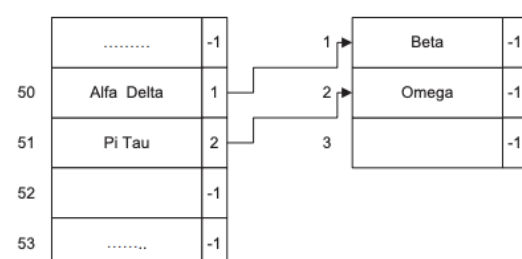 ......... -1
50 Alfa Delta 1
51 Pi Tau 2
52 -1
53 ........ -1
1 Beta -1
2 Omega -1
3 -1